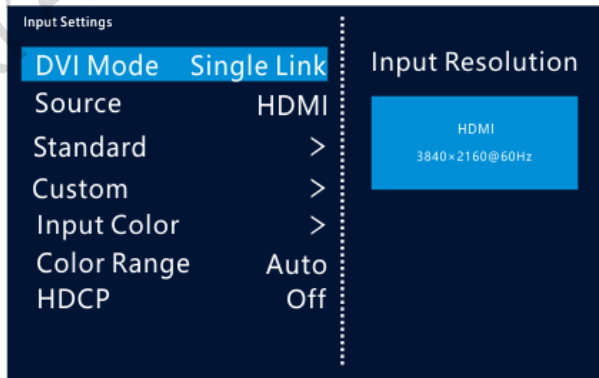 Input Settings
DVI Mode Single Link
Source HDMI
Standard >
Custom >
Input Color >
Color Range Auto
HDCP Off
Input Resolution
HDMI
3840×2160@60Hz